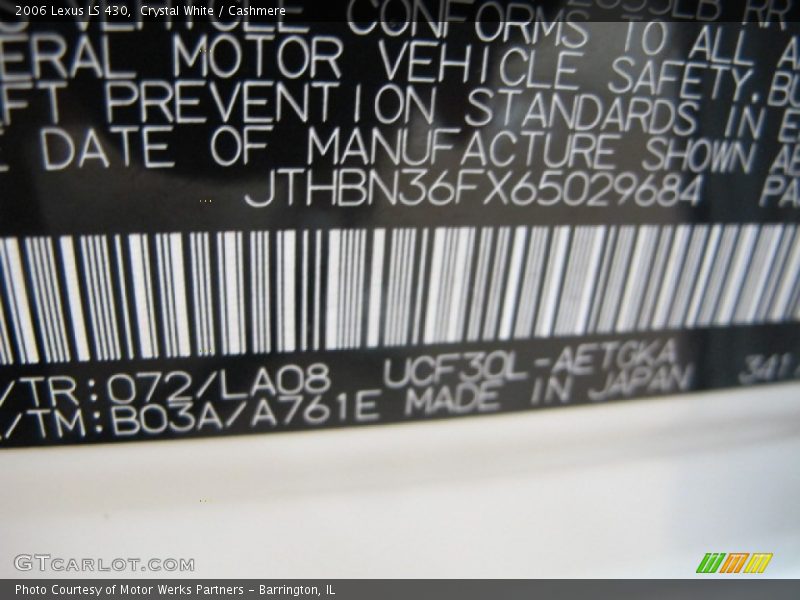 2006 Lexus LS 430, Crystal White / Cashmere
VEHICLE CONFORMS TO ALL
ERAL MOTOR VEHICLE SAFETY,
FT PREVENTION STANDARDS IN
DATE OF MANUFACTURE SHOWN
JTHBN36FX65029684
/TR:072/LA08 UCF30L-AETGKA 341
/TM:B03A/A761E MADE IN JAPAN
GTCARLOT.COM
Photo Courtesy of Motor Werks Partners - Barrington, IL